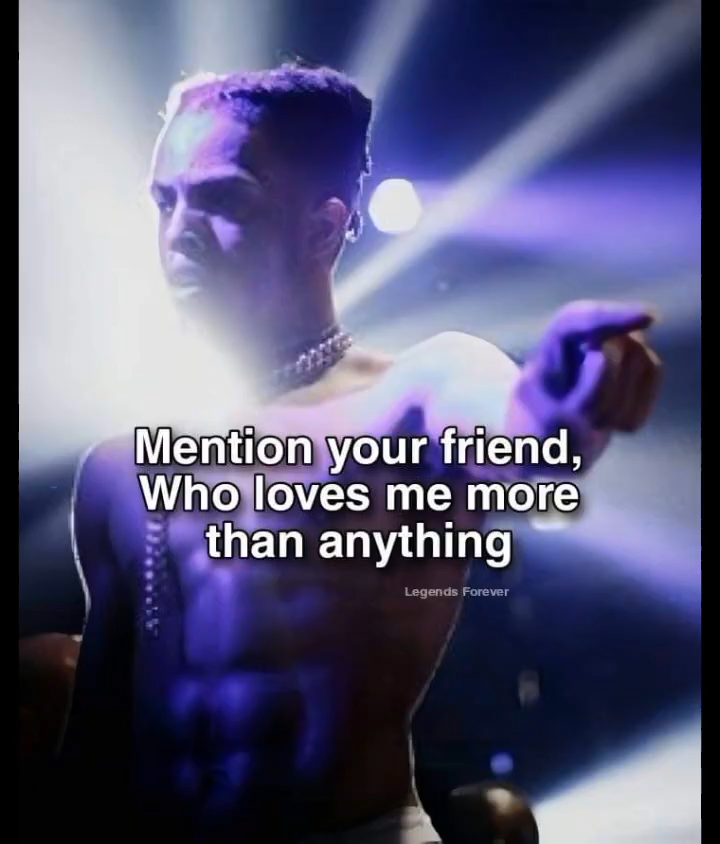 Mention your friend,
Who loves me more
than anything
Legends Forever